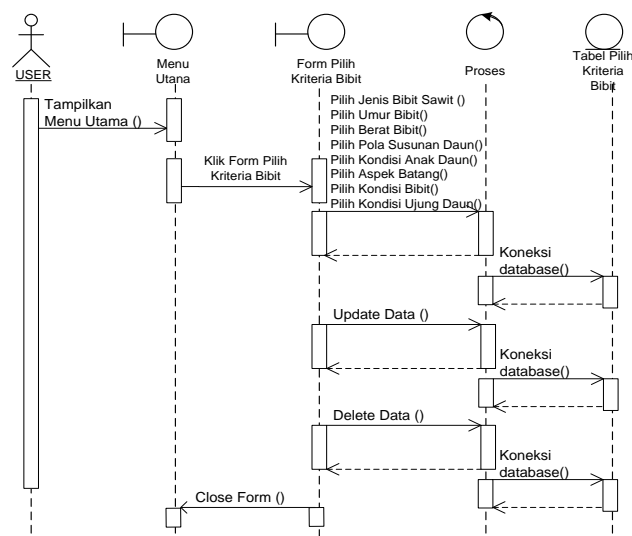 USER
Menu
Utana
Form Pilih
Kriteria Bibit
Proses
Tabel Pilih
Kriteria
Bibit
Tampilkan
Menu Utama ()
Klik Form Pilih
Kriteria Bibit
Pilih Jenis Bibit Sawit ()
Pilih Umur Bibit()
Pilih Berat Bibit()
Pilih Pola Susunan Daun()
Pilih Kondisi Anak Daun()
Pilih Aspek Batang()
Pilih Kondisi Bibit()
Pilih Kondisi Ujung Daun()
Koneksi
database()
Update Data ()
Koneksi
database()
Delete Data ()
Koneksi
database()
Close Form ()